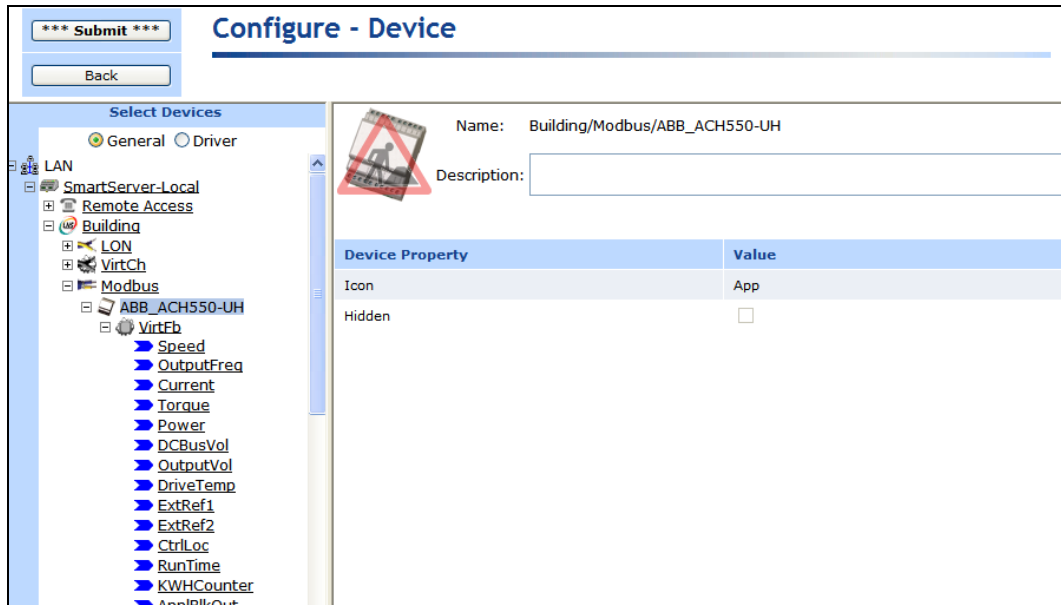 *** Submit ***
Configure - Device
Back
Select Devices
General Driver
LAN
SmartServer-Local
Remote Access
Building
LON
VirtCh
Modbus
ABB_ACH550-UH
VirtFb
Speed
OutputFreq
Current
Torque
Power
DCBusVol
OutputVol
DriveTemp
ExtRef1
ExtRef2
CtrlLoc
RunTime
KWHCounter
ApplBlkOut
Name: Building/Modbus/ABB_ACH550-UH
Description:
Device Property Value
Icon App
Hidden